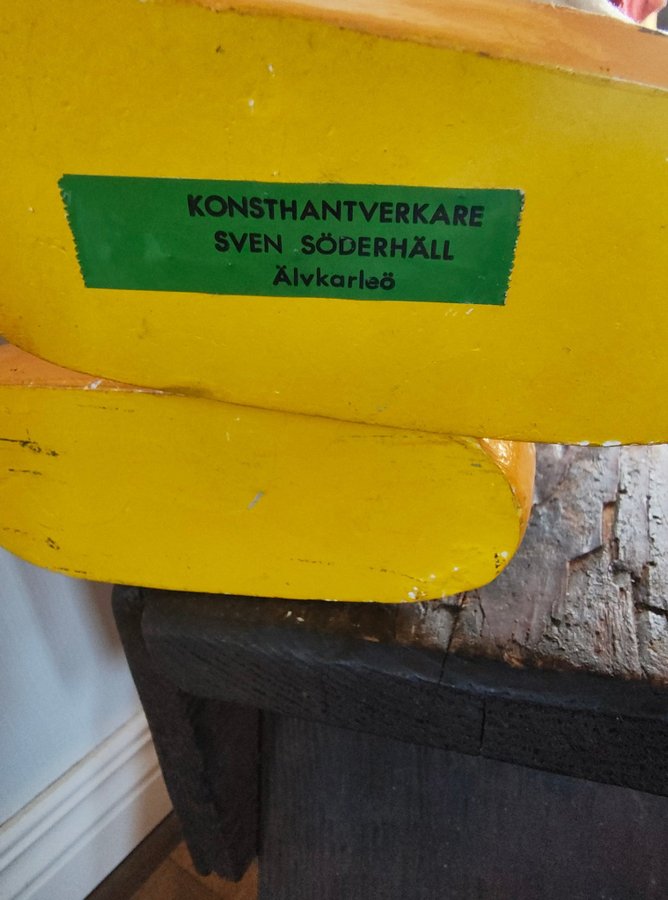 KONSTHANTVERKARE
SVEN SÖDERHÄLL
Älvkarleö